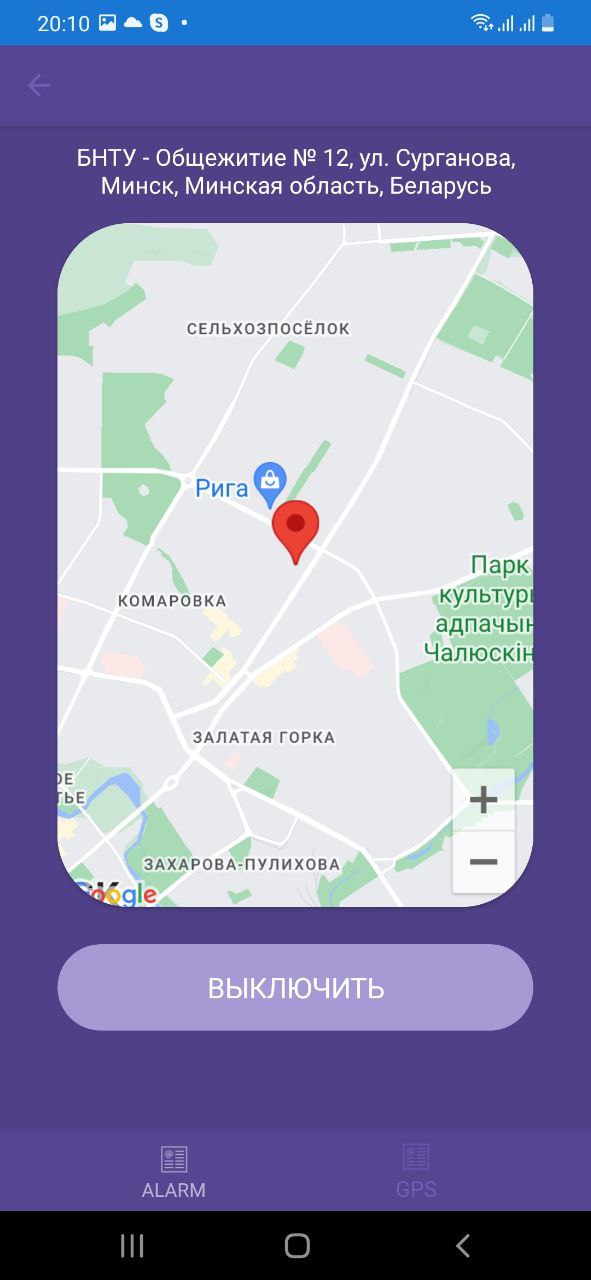 20:10
БНТУ - Общежитие № 12, ул. Сурганова,
Минск, Минская область, Беларусь
СЕЛЬХОЗПОСЁЛОК
Рига
Парк
культуры
адпачын
Чалюскін
КОМАРОВКА
ЗАЛАТАЯ ГОРКА
ОЕ
ТЬЕ
ЗАХАРОВА-ПУЛИХОВА
Google
ВЫКЛЮЧИТЬ
ALARM
GPS